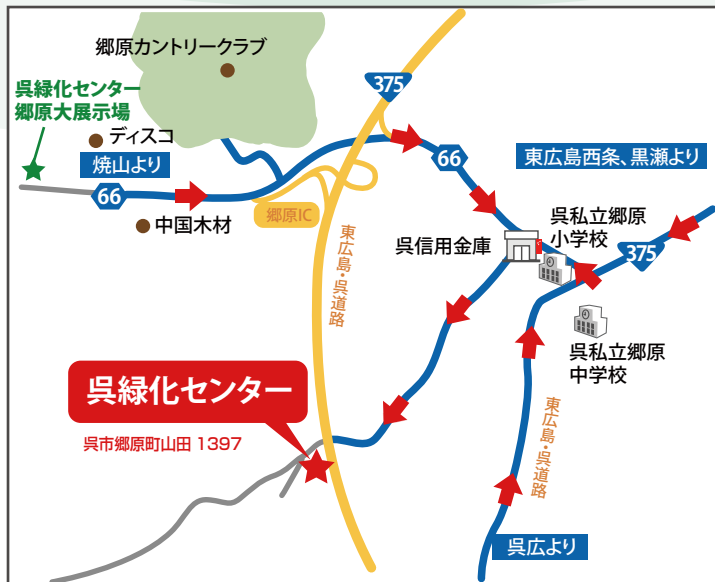 郷原カントリークラブ
呉緑化センター
郷原大展示場
ディスコ
焼山より
66
中国木材
郷原IC
375
66
東広島西条、黒瀬より
呉私立郷原
小学校
呉信用金庫
375
東広島・呉道路
呉私立郷原
中学校
呉緑化センター
呉市郷原町山田 1397
東広島・呉道路
呉広より